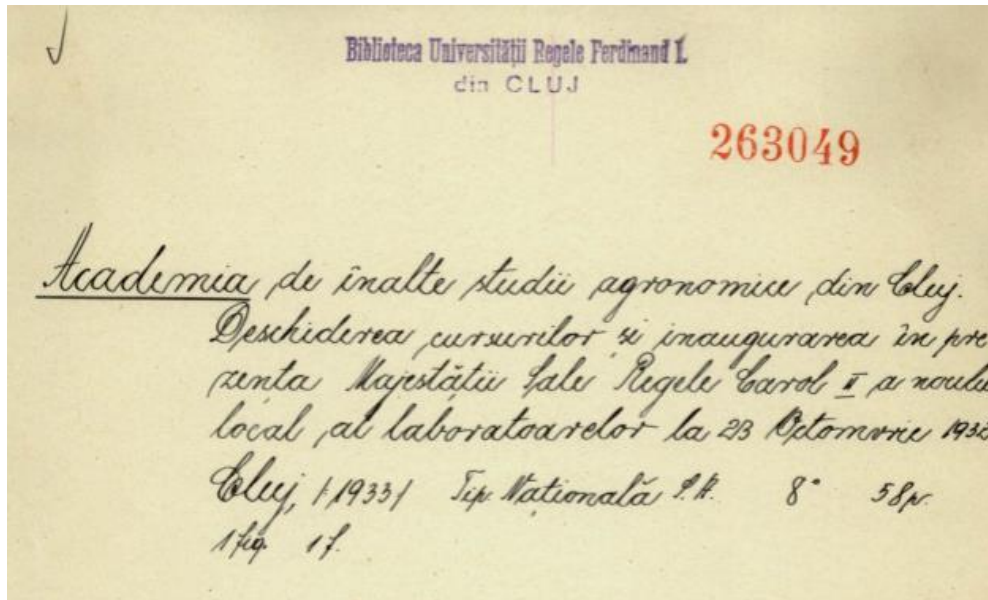 Biblioteca Universității Regele Ferdinand I.
din CLUJ
263049
Academia de înalte studii agronomice din Cluj.
Deschiderea cursurilor și inaugurarea în pre
zența Majestății Sale Regele Carol II a noului
local al laboratoarelor la 23 Octomvrie 1932
Cluj, /1933/ Tip. Națională S.A. 8° 58p.
1 fig. 1 f.